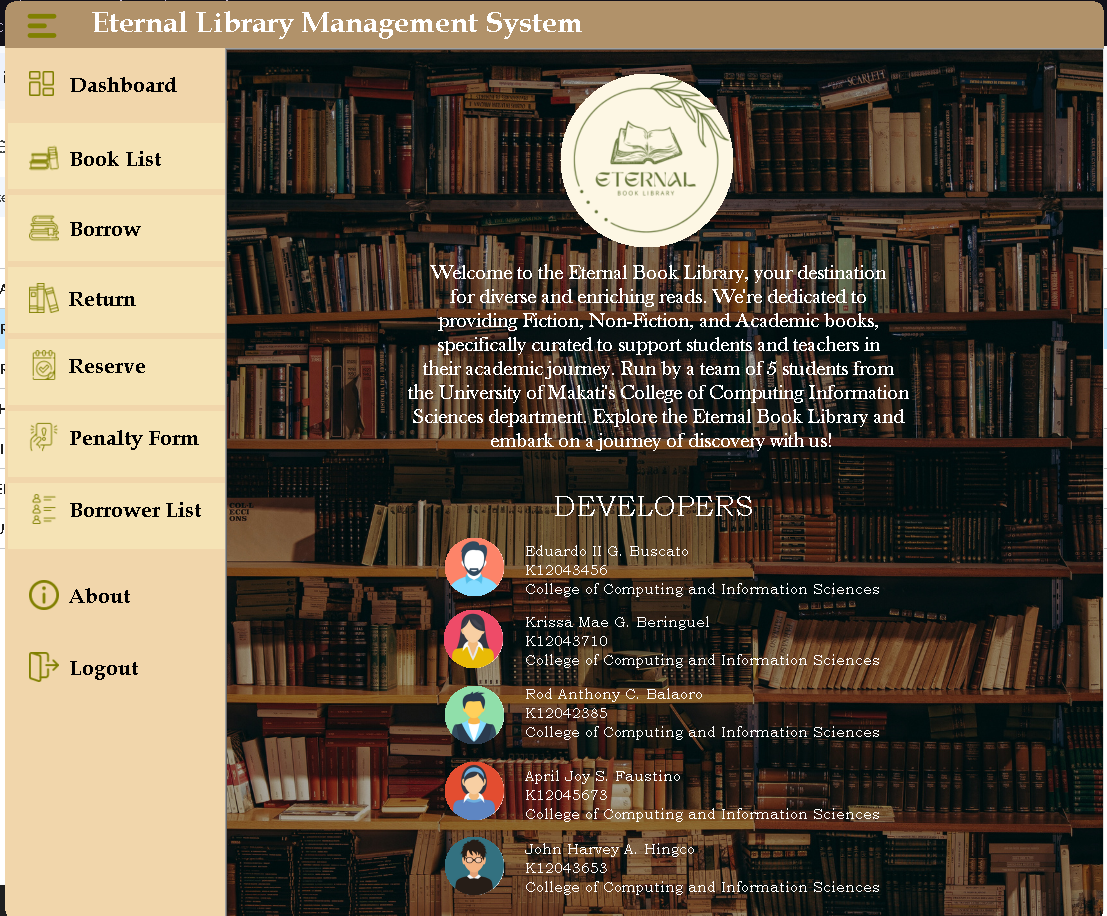 Eternal Library Management System
Dashboard
Book List
Borrow
Return
Reserve
Penalty Form
Borrower List
About
Logout
ETERNAL
BOOK LIBRARY
Welcome to the Eternal Book Library, your destination
for diverse and enriching reads. We're dedicated to
providing Fiction, Non-Fiction, and Academic books,
specifically curated to support students and teachers in
their academic journey. Run by a team of 5 students from
the University of Makati's College of Computing Information
Sciences department. Explore the Eternal Book Library and
embark on a journey of discovery with us!
COLL
ECCI
ONS
SCARLETT
DEVELOPERS
Eduardo II G. Buscato
K12043456
College of Computing and Information Sciences
Krissa Mae G. Beringuel
K12043710
College of Computing and Information Sciences
Rod Anthony C. Balaoro
K12042385
College of Computing and Information Sciences
April Joy S. Faustino
K12045673
College of Computing and Information Sciences
John Harvey A. Hingco
K12043653
College of Computing and Information Sciences